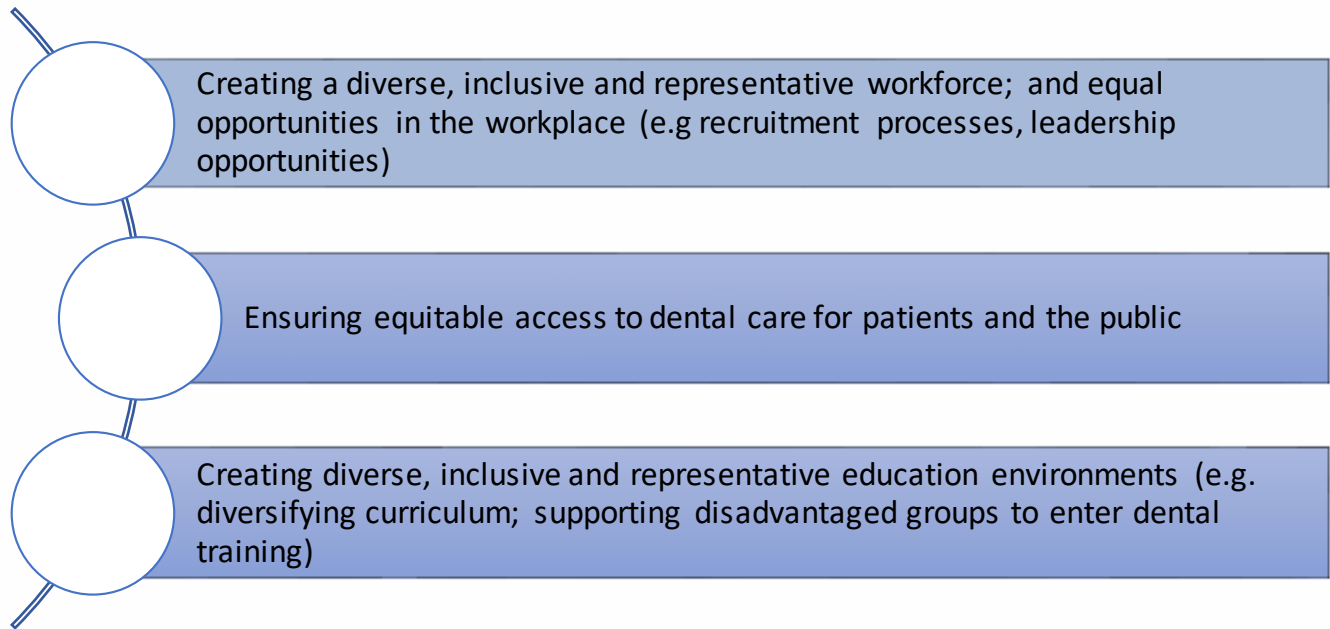 Creating a diverse, inclusive and representative workforce; and equal
opportunities in the workplace (e.g recruitment processes, leadership
opportunities)
Ensuring equitable access to dental care for patients and the public
Creating diverse, inclusive and representative education environments (e.g.
diversifying curriculum; supporting disadvantaged groups to enter dental
training)